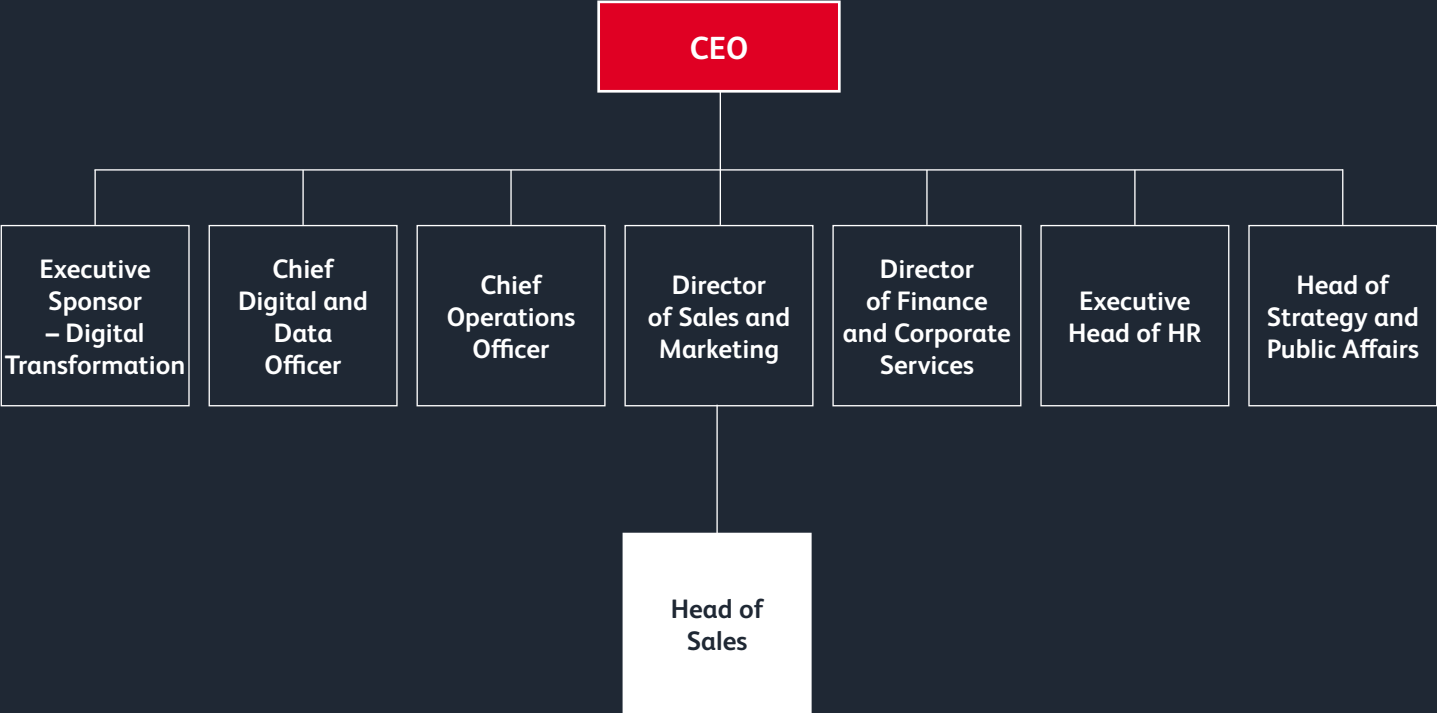 CEO
Executive
Sponsor
– Digital
Transformation
Chief
Digital and
Data
Officer
Chief
Operations
Officer
Director
of Sales and
Marketing
Director
of Finance
and Corporate
Services
Executive
Head of HR
Head of
Strategy and
Public Affairs
Head of
Sales